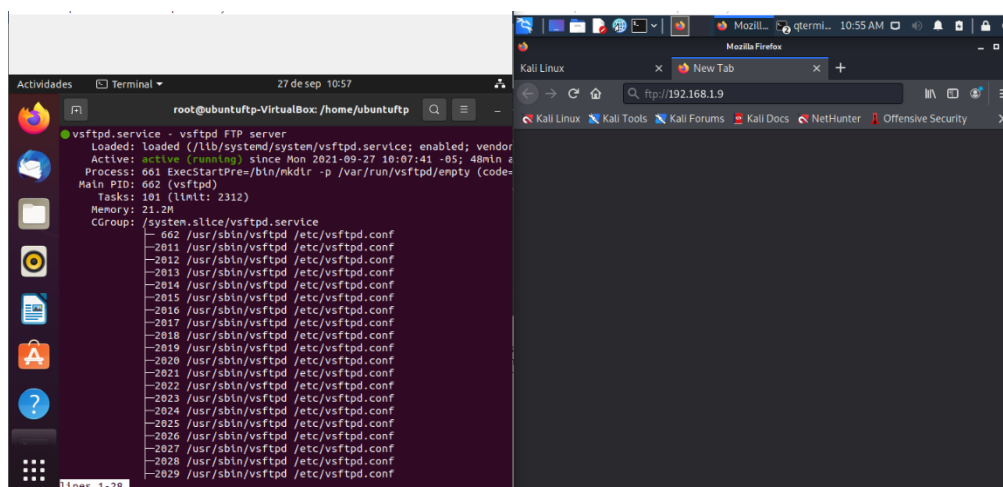 Actividades Terminal 27 de sep 10:57
root@ubuntuftp-VirtualBox: /home/ubuntuftp
vsftpd.service - vsftpd FTP server
Loaded: loaded (/lib/systemd/system/vsftpd.service; enabled; vendor
Active: active (running) since Mon 2021-09-27 10:07:41 -05; 48min a
Process: 661 ExecStartPre=/bin/mkdir -p /var/run/vsftpd/empty (code=
Main PID: 662 (vsftpd)
Tasks: 101 (limit: 2312)
Memory: 21.2M
CGroup: /system.slice/vsftpd.service
├─ 662 /usr/sbin/vsftpd /etc/vsftpd.conf
├─2011 /usr/sbin/vsftpd /etc/vsftpd.conf
├─2012 /usr/sbin/vsftpd /etc/vsftpd.conf
├─2013 /usr/sbin/vsftpd /etc/vsftpd.conf
├─2014 /usr/sbin/vsftpd /etc/vsftpd.conf
├─2015 /usr/sbin/vsftpd /etc/vsftpd.conf
├─2016 /usr/sbin/vsftpd /etc/vsftpd.conf
├─2017 /usr/sbin/vsftpd /etc/vsftpd.conf
├─2018 /usr/sbin/vsftpd /etc/vsftpd.conf
├─2019 /usr/sbin/vsftpd /etc/vsftpd.conf
├─2020 /usr/sbin/vsftpd /etc/vsftpd.conf
├─2021 /usr/sbin/vsftpd /etc/vsftpd.conf
├─2022 /usr/sbin/vsftpd /etc/vsftpd.conf
├─2023 /usr/sbin/vsftpd /etc/vsftpd.conf
├─2024 /usr/sbin/vsftpd /etc/vsftpd.conf
├─2025 /usr/sbin/vsftpd /etc/vsftpd.conf
├─2026 /usr/sbin/vsftpd /etc/vsftpd.conf
├─2027 /usr/sbin/vsftpd /etc/vsftpd.conf
├─2028 /usr/sbin/vsftpd /etc/vsftpd.conf
├─2029 /usr/sbin/vsftpd /etc/vsftpd.conf
lines 1-28
Mozill... qtermi... 10:55 AM
Mozilla Firefox
Kali Linux New Tab
ftp://192.168.1.9
Kali Linux Kali Tools Kali Forums Kali Docs NetHunter Offensive Security